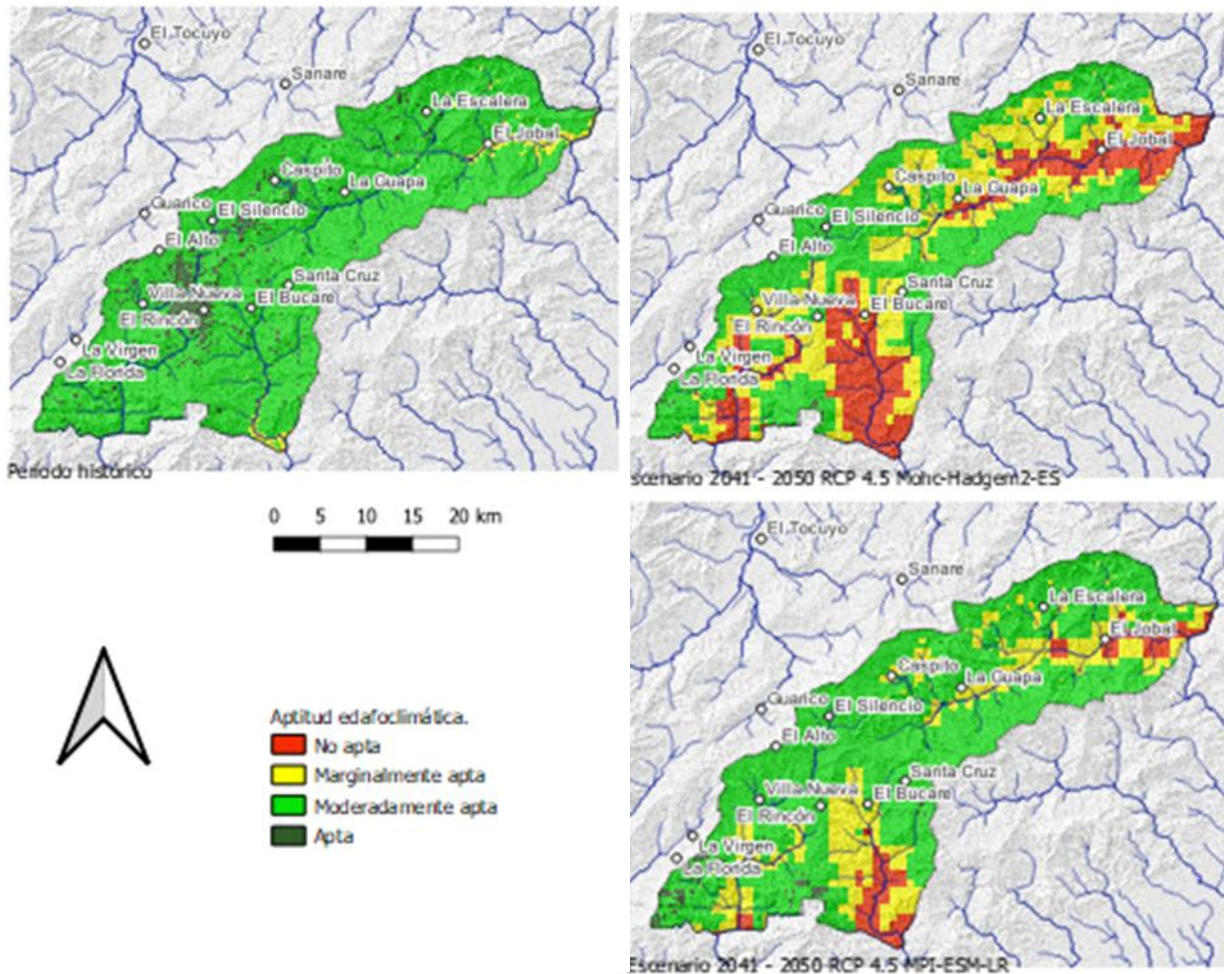 El Tocuyo
Sanare
La Escalera
El Jobal
Caspito
La Guapa
Guarico
El Silencio
El Alto
Santa Cruz
Villa Nueva
El Bucare
El Rincón
La Virgen
La Florida
Periodo histórico
El Tocuyo
Sanare
La Escalera
El Jobal
Caspito
La Guapa
Guarico
El Silencio
El Alto
Santa Cruz
Villa Nueva
El Bucare
El Rincón
La Virgen
La Florida
scenario 2041 - 2050 RCP 4.5 Mohc-Hadgem2-ES
0 5 10 15 20 km
Aptitud edafoclimática.
No apta
Marginalmente apta
Moderadamente apta
Apta
El Tocuyo
Sanare
La Escalera
El Jobal
Caspito
La Guapa
Guarico
El Silencio
El Alto
Santa Cruz
Villa Nueva
El Bucare
El Rincón
La Virgen
La Florida
Escenario 2041 - 2050 RCP 4.5 MPI-ESM-LR